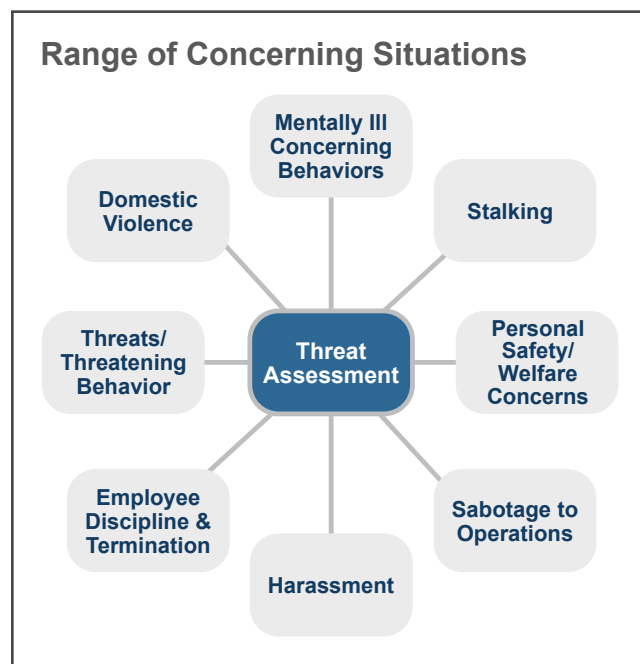 Range of Concerning Situations
Mentally Ill
Concerning
Behaviors
Domestic
Violence
Stalking
Threats/
Threatening
Behavior
Threat
Assessment
Personal
Safety/
Welfare
Concerns
Employee
Discipline &
Termination
Harassment
Sabotage to
Operations